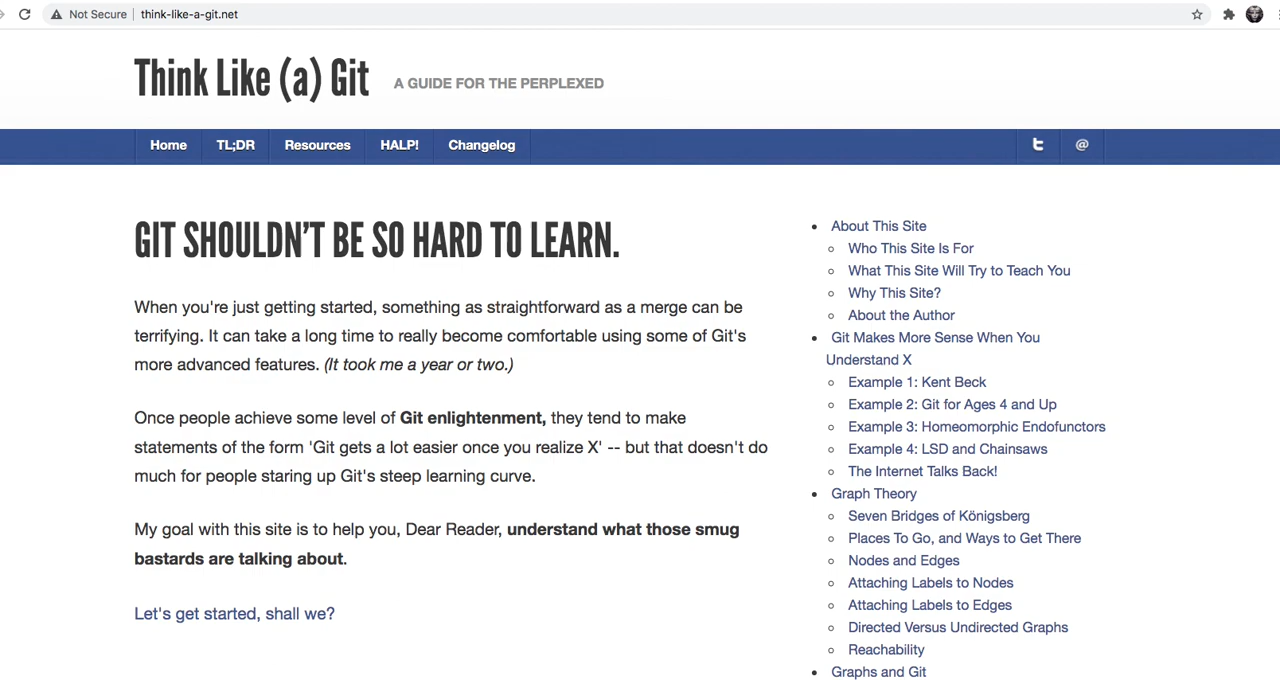 Not Secure think-like-a-git.net
Think Like (a) Git A GUIDE FOR THE PERPLEXED
Home TL;DR Resources HALP! Changelog @
GIT SHOULDN'T BE SO HARD TO LEARN.
When you're just getting started, something as straightforward as a merge can be
terrifying. It can take a long time to really become comfortable using some of Git's
more advanced features. (It took me a year or two.)
Once people achieve some level of Git enlightenment, they tend to make
statements of the form 'Git gets a lot easier once you realize X' -- but that doesn't do
much for people staring up Git's steep learning curve.
My goal with this site is to help you, Dear Reader, understand what those smug
bastards are talking about.
Let's get started, shall we?
About This Site
Who This Site Is For
What This Site Will Try to Teach You
Why This Site?
About the Author
Git Makes More Sense When You
Understand X
Example 1: Kent Beck
Example 2: Git for Ages 4 and Up
Example 3: Homeomorphic Endofunctors
Example 4: LSD and Chainsaws
The Internet Talks Back!
Graph Theory
Seven Bridges of Königsberg
Places To Go, and Ways to Get There
Nodes and Edges
Attaching Labels to Nodes
Attaching Labels to Edges
Directed Versus Undirected Graphs
Reachability
Graphs and Git